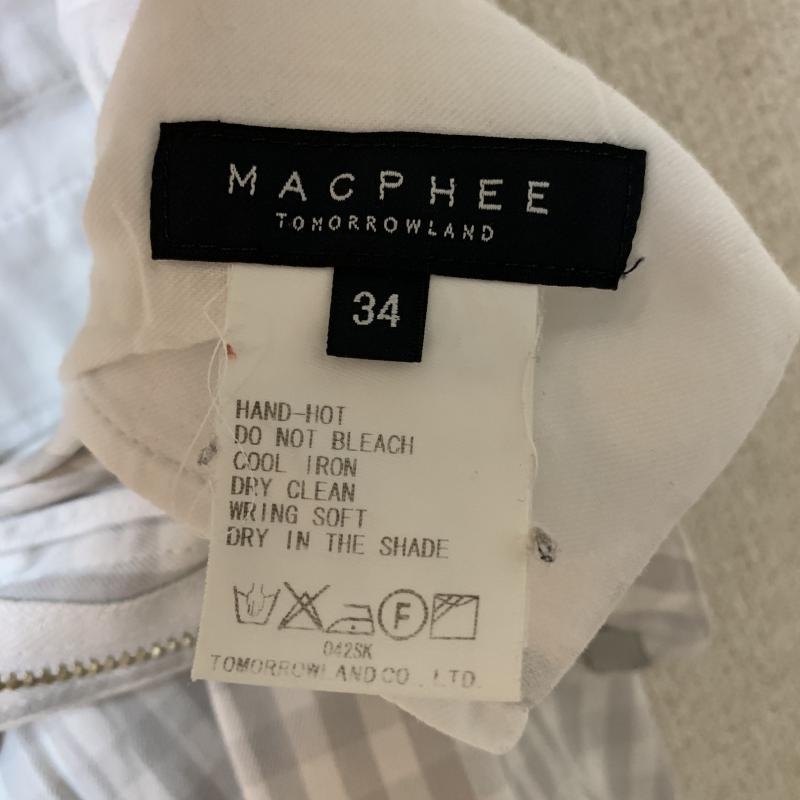 MACPHEE
TOMORROWLAND
34
HAND-HOT
DO NOT BLEACH
COOL IRON
DRY CLEAN
WRING SOFT
DRY IN THE SHADE
F
042SK
TOMORROWLAND CO., LTD.